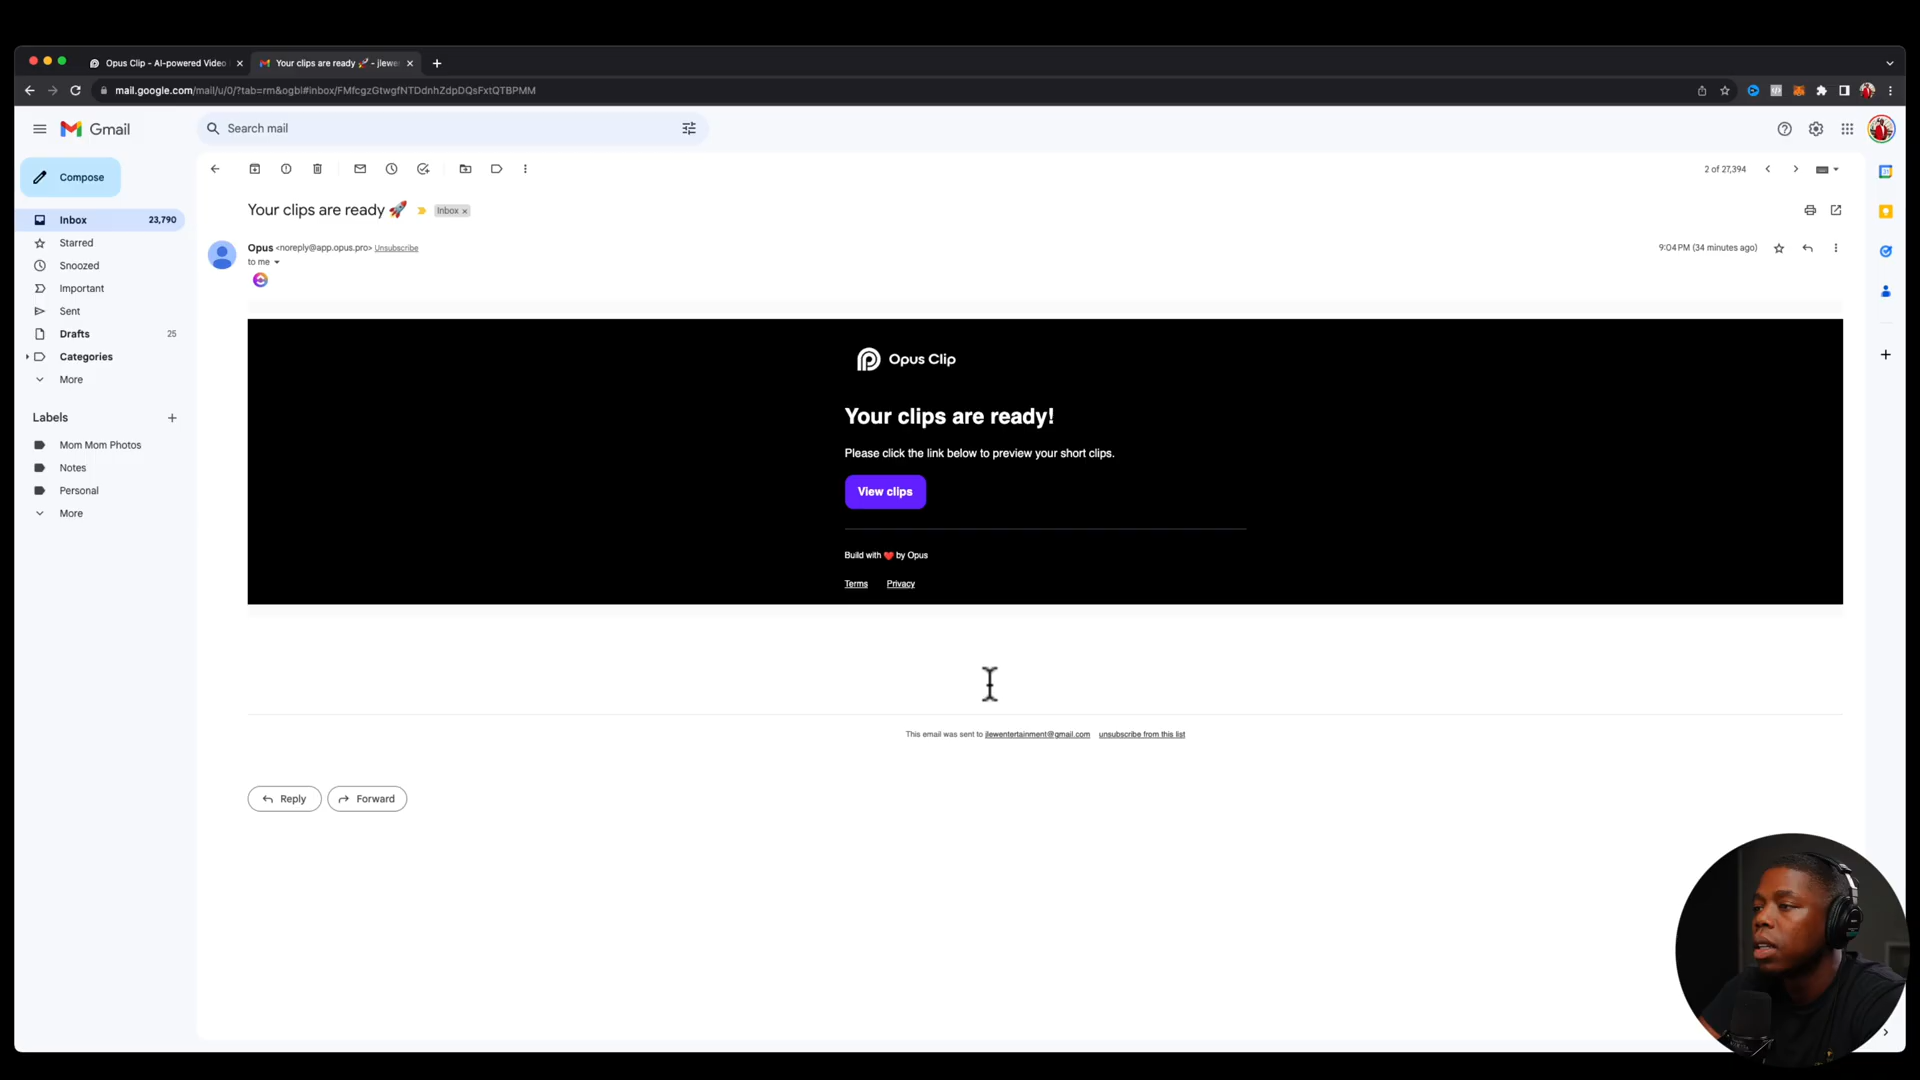 Opus Clip - AI-powered Video
Your clips are ready 🚀 - jlewe
mail.google.com/mail/u/0/?tab=rm&ogbl#inbox/FMfcgzGtwgfNTDdnhZdpDQsFxtQTBPMM
Gmail
Search mail
Compose
2 of 27,394
Your clips are ready 🚀 Inbox x
Inbox 23,790
Starred
Snoozed
Important
Sent
Drafts 25
Categories
More
Labels
Mom Mom Photos
Notes
Personal
More
Opus <noreply@app.opus.pro> Unsubscribe
9:04 PM (34 minutes ago)
to me
Opus Clip
Your clips are ready!
Please click the link below to preview your short clips.
View clips
Build with ❤️ by Opus
Terms Privacy
This email was sent to jlewentertainment@gmail.com unsubscribe from this list
Reply Forward